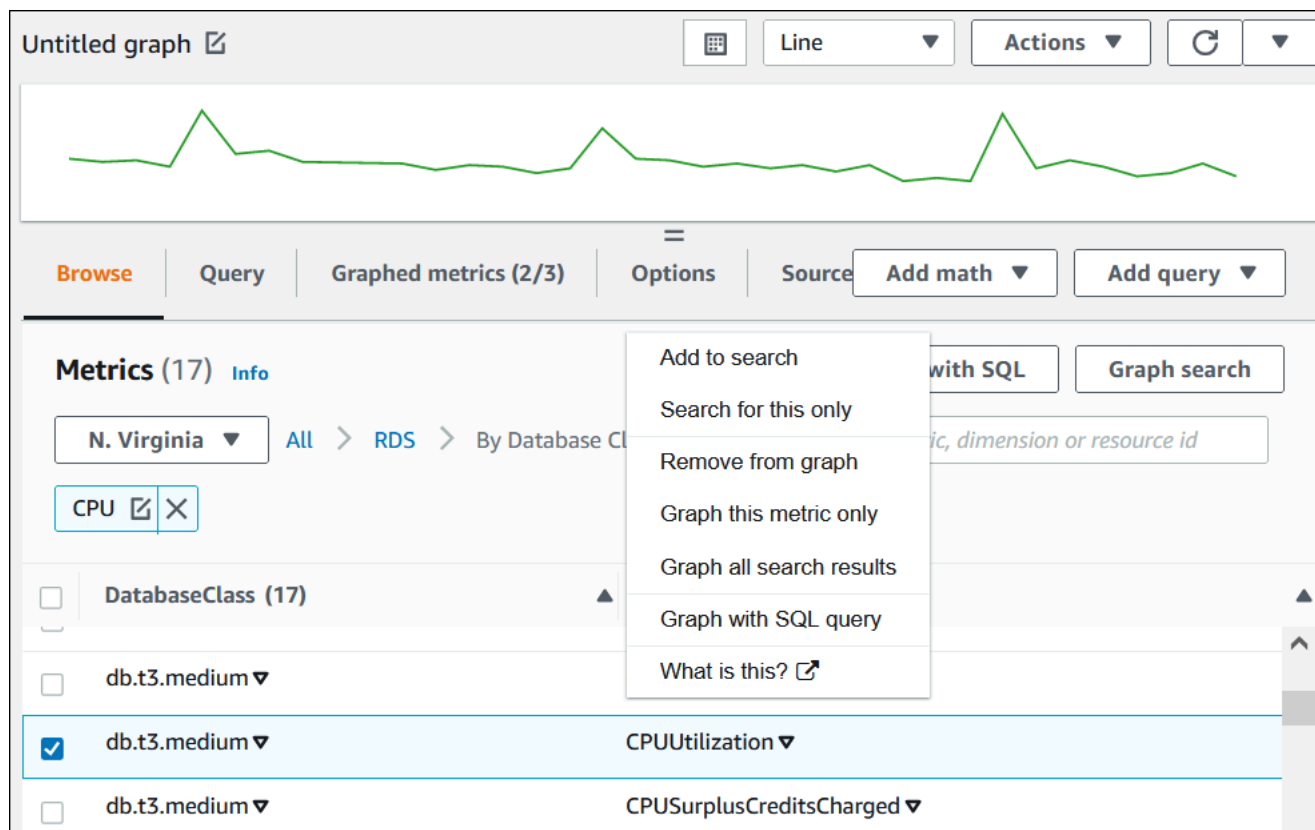 Untitled graph
Line
Actions
Browse
Query
Graphed metrics (2/3)
Options
Source
Add math
Add query
Metrics (17) Info
with SQL
Graph search
N. Virginia
All
RDS
By Database Cl
ic, dimension or resource id
CPU
Add to search
Search for this only
Remove from graph
Graph this metric only
Graph all search results
Graph with SQL query
What is this?
DatabaseClass (17)
db.t3.medium
db.t3.medium CPUUtilization
db.t3.medium CPUSurplusCreditsCharged